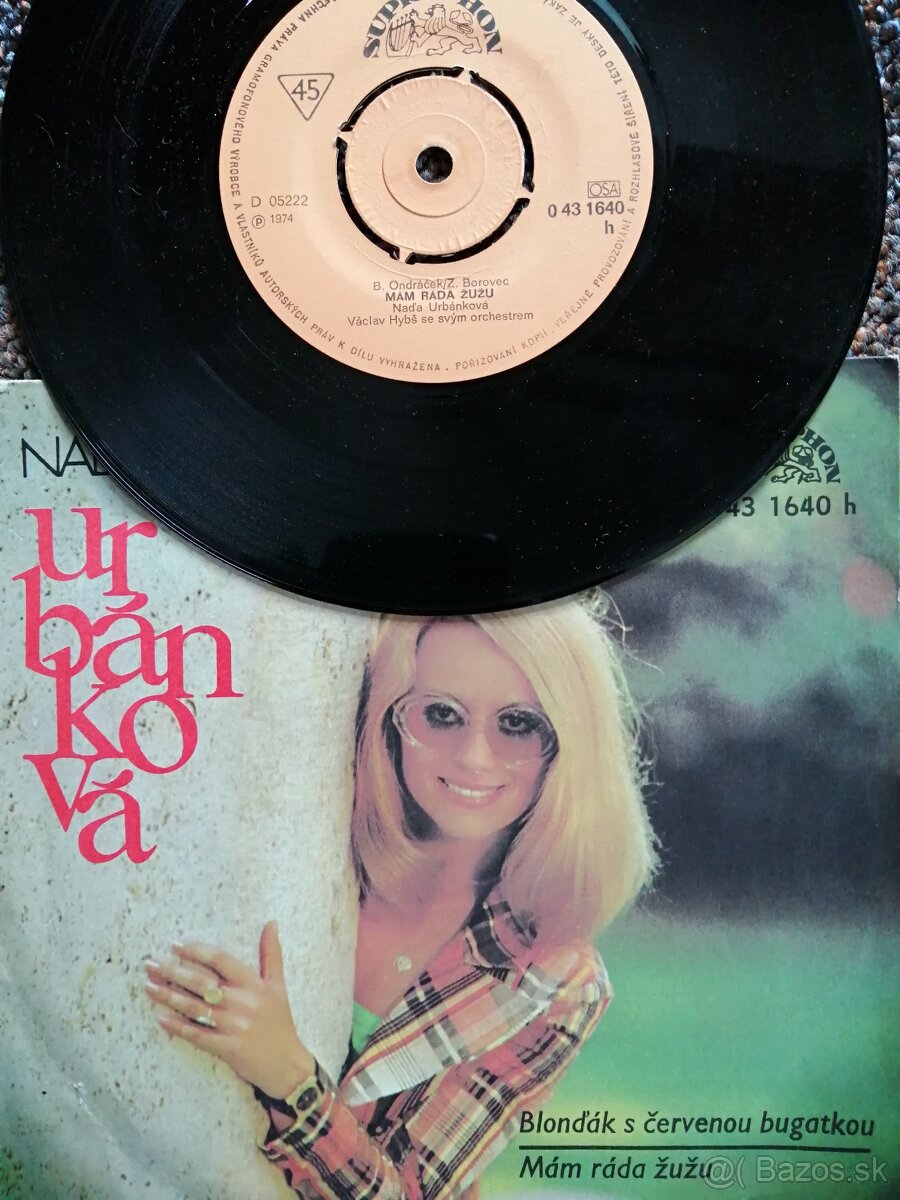 SUPRAPHON
VŠECHNA PRÁVA GRAMOFONOVÉHO VÝROBCE A VLASTNÍKŮ AUTORSKÝCH PRÁV K DÍLU VYHRAŽENA. POŘIZOVÁNÍ KOPIÍ. VEŘEJNÉ PROVOZOVÁNÍ A ROZHLASOVÉ ŠÍŘENÍ TÉTO DESKY JE
45
D 05222
OSA
Ⓟ 1974
0 43 1640
h
B. Ondráček/Z. Borovec
MÁM RÁDA ŽUŽU
Naďa Urbánková
Václav Hybš se svým orchestrem
43 1640 h
ur
bán
ko
vá
Blonďák s červenou bugatkou
Mám ráda žužu
Bazos.sk